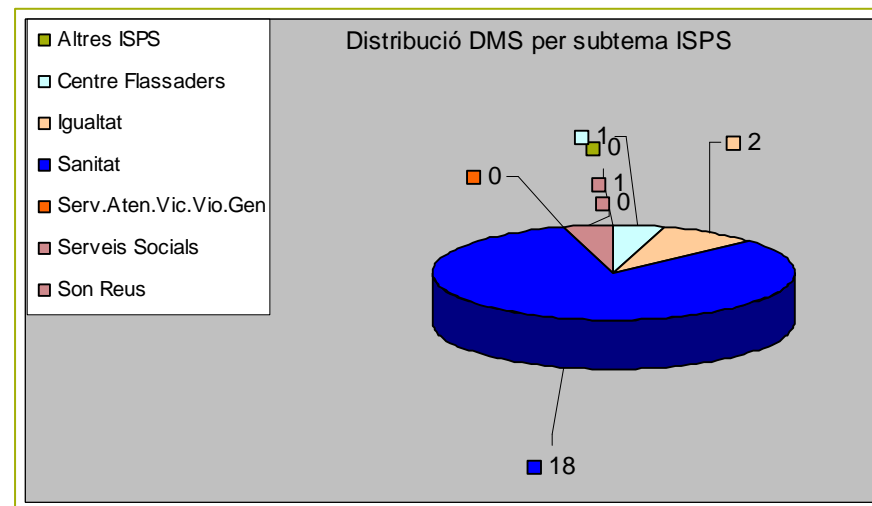 Distribució DMS per subtema ISPS
Altres ISPS
Centre Flassaders
Igualtat
Sanitat
Serv.Aten.Vic.Vio.Gen
Serveis Socials
Son Reus
1
0
2
0
1
0
18